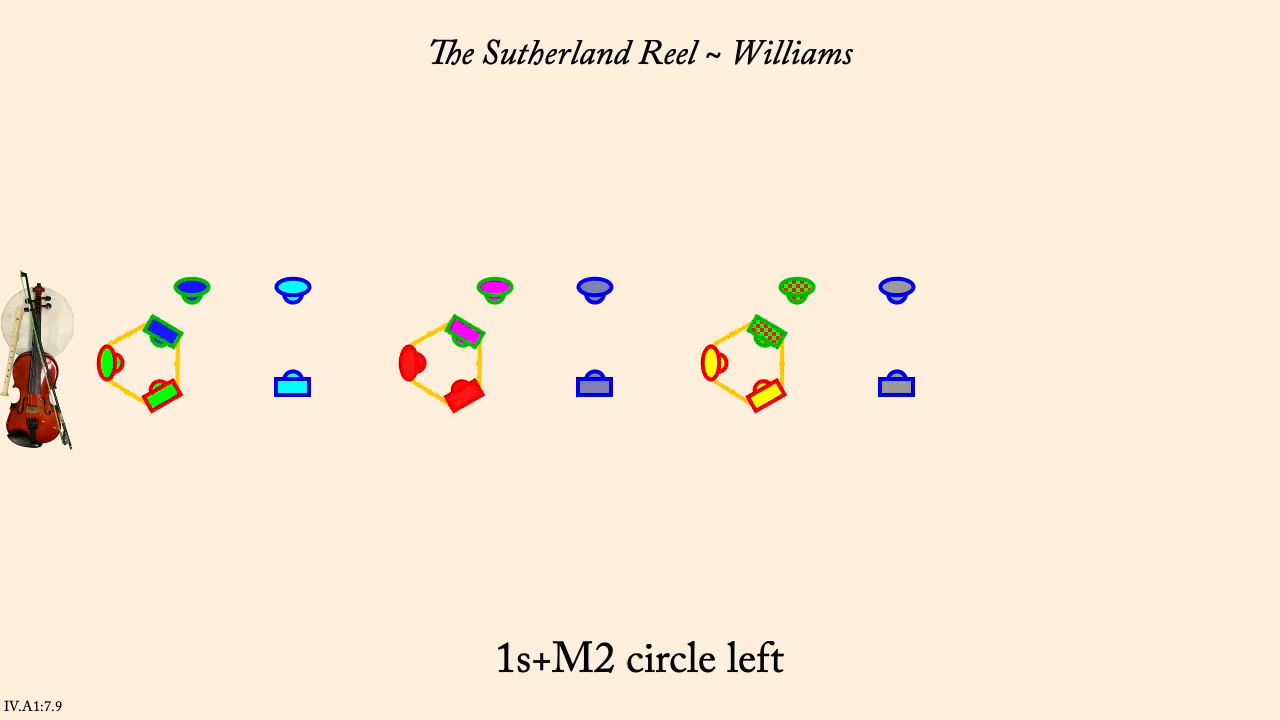 The Sutherland Reel ~ Williams
1s+M2 circle left
IV.A1:7.9